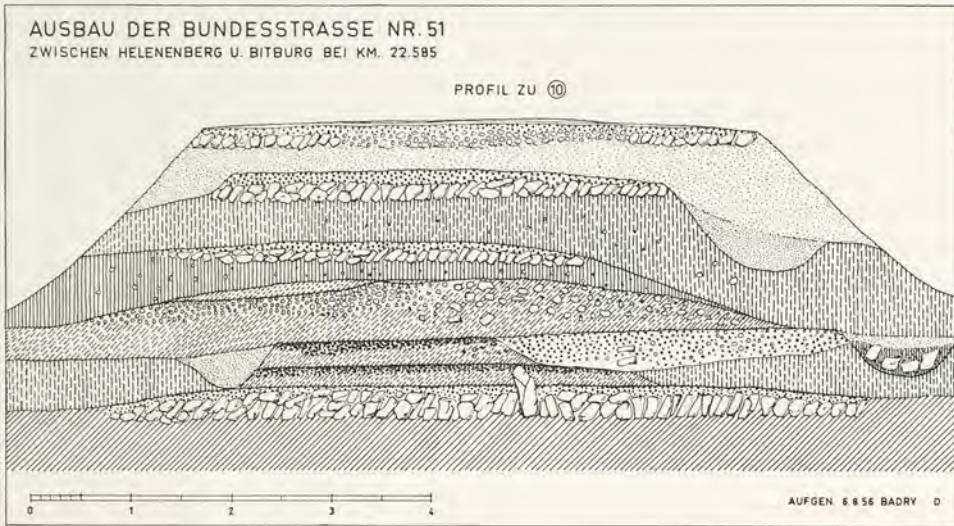 AUSBAU DER BUNDESSTRASSE NR. 51
ZWISCHEN HELENENBERG U. BITBURG BEI KM. 22.585
PROFIL ZU 10
0 1 2 3 4
AUFGEN. 6.8.56 BADRY D